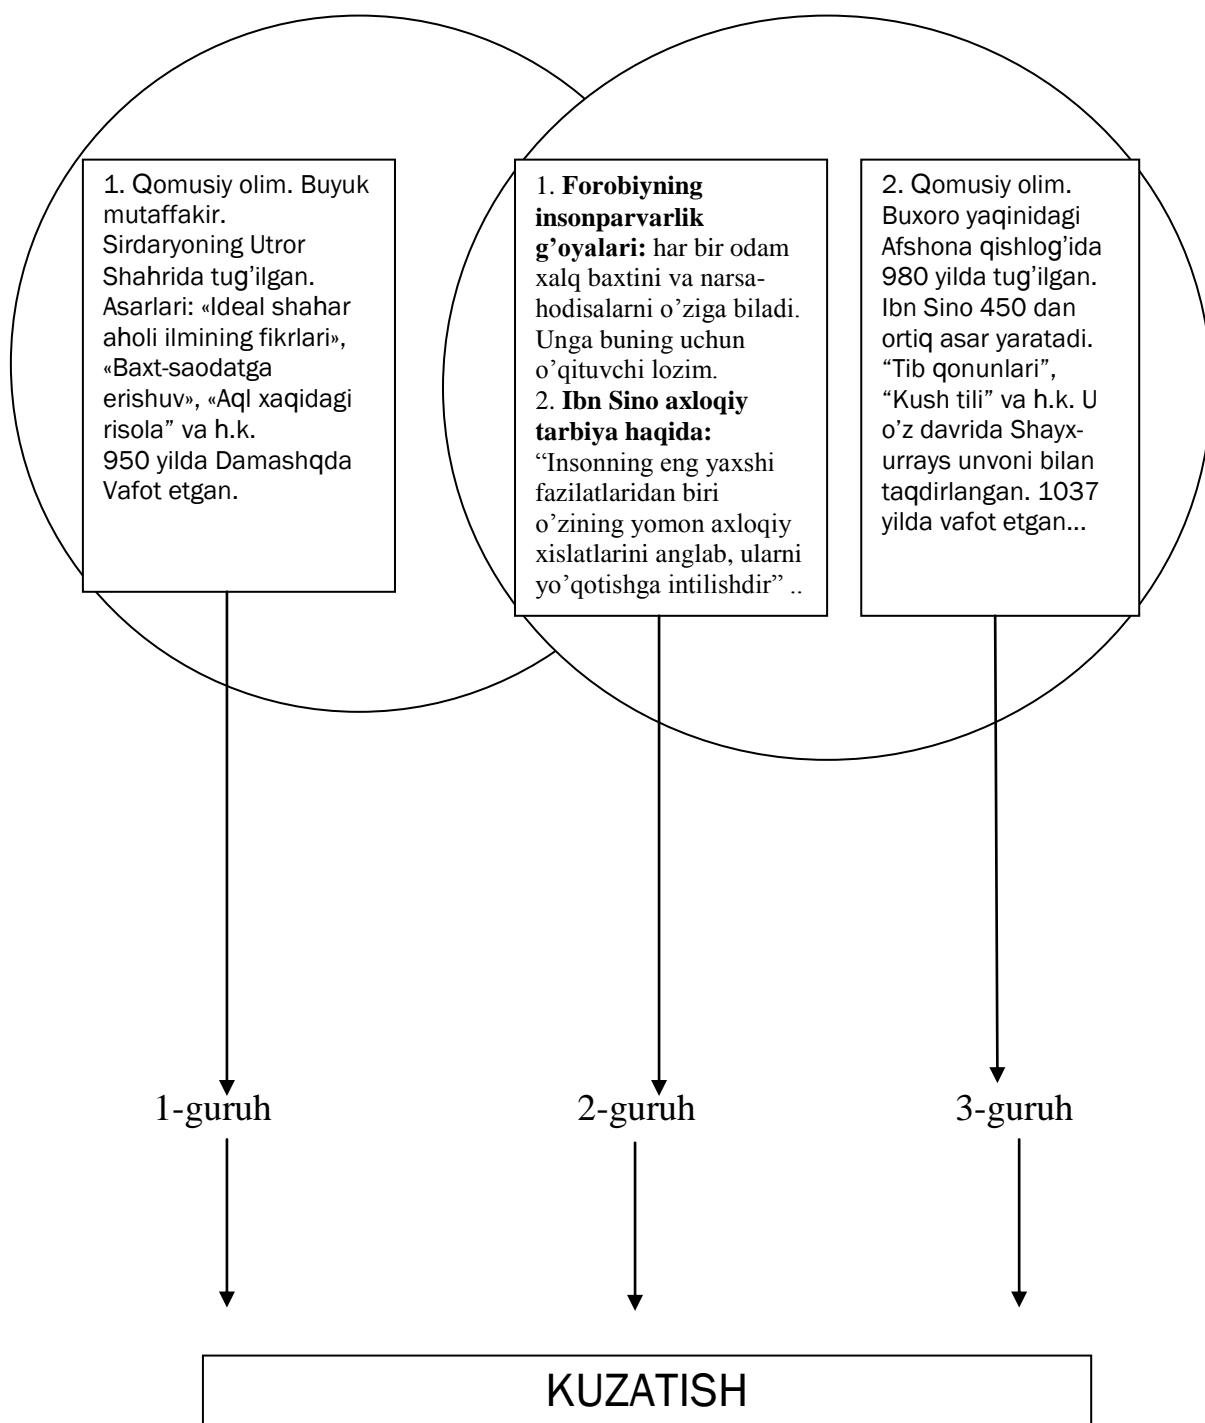 1. Qomusiy olim. Buyuk
mutaffakir.
Sirdaryoning Utror
Shahrida tug’ilgan.
Asarlari: «Ideal shahar
aholi ilmining fikrlari»,
«Baxt-saodatga
erishuv», «Aql xaqidagi
risola” va h.k.
950 yilda Damashqda
Vafot etgan.
1. Forobiyning
insonparvarlik
g’oyalari: har bir odam
xalq baxtini va narsa-
hodisalarni o’ziga biladi.
Unga buning uchun
o’qituvchi lozim.
2. Ibn Sino axloqiy
tarbiya haqida:
“Insonning eng yaxshi
fazilatlaridan biri
o’zining yomon axloqiy
xislatlarini anglab, ularni
yo’qotishga intilishdir” ..
2. Qomusiy olim.
Buxoro yaqinidagi
Afshona qishlog’ida
980 yilda tug’ilgan.
Ibn Sino 450 dan
ortiq asar yaratadi.
“Tib qonunlari”,
“Kush tili” va h.k. U
o’z davrida Shayx-
urrays unvoni bilan
taqdirlangan. 1037
yilda vafot etgan...
1-guruh
2-guruh
3-guruh
KUZATISH